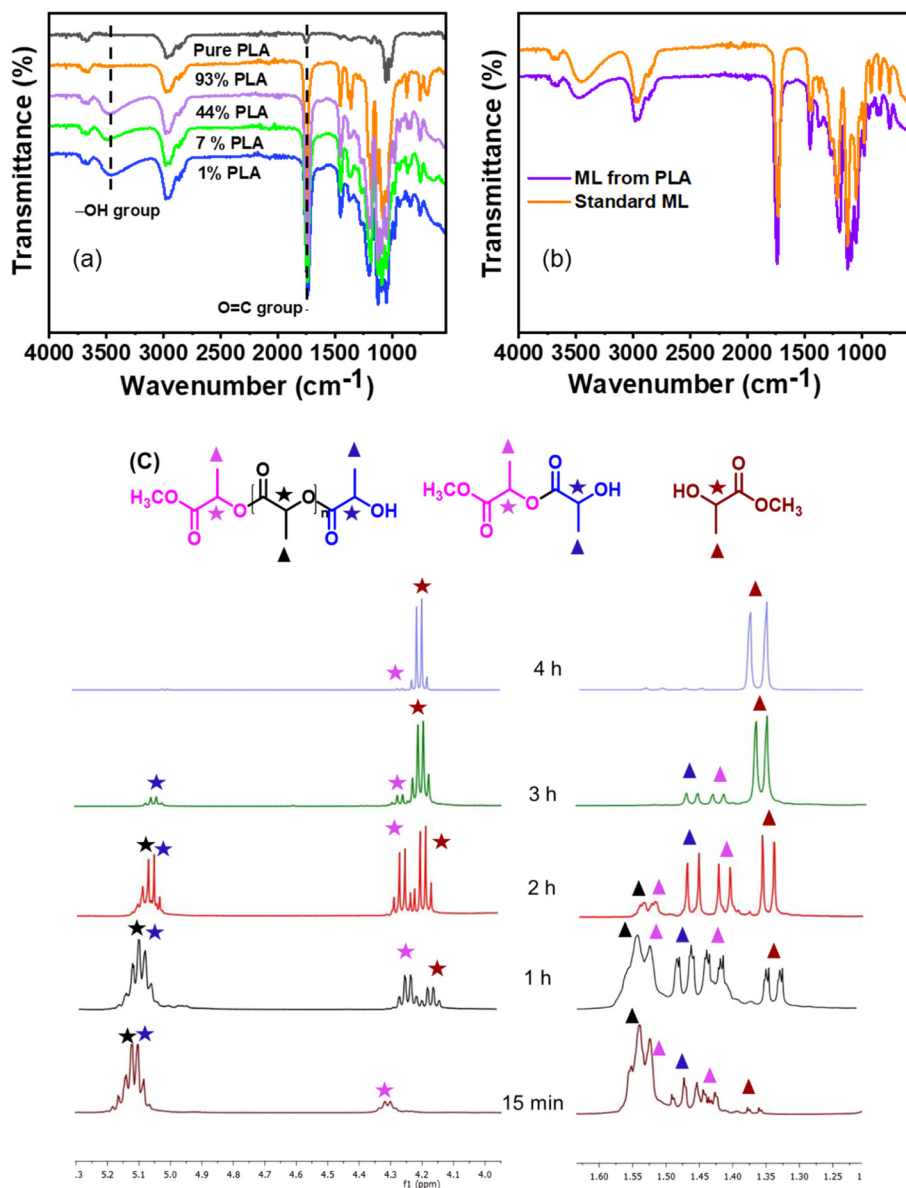 Transmittance (%)
Pure PLA
93% PLA
44% PLA
7 % PLA
1% PLA
–OH group
(a)
O=C group
4000 3500 3000 2500 2000 1500 1000
Wavenumber (cm-1)
Transmittance (%)
ML from PLA
Standard ML
(b)
4000 3500 3000 2500 2000 1500 1000
Wavenumber (cm-1)
(C)
H3CO
O
O
O
O
n
O
OH
H3CO
O
O
O
OH
HO
O
OCH3
4 h
3 h
2 h
1 h
15 min
.3 5.2 5.1 5.0 4.9 4.8 4.7 4.6 4.5 4.4 4.3 4.2 4.1 4.0
f1 (ppm)
1.60 1.55 1.50 1.45 1.40 1.35 1.30 1.25 1
f1 (ppm)